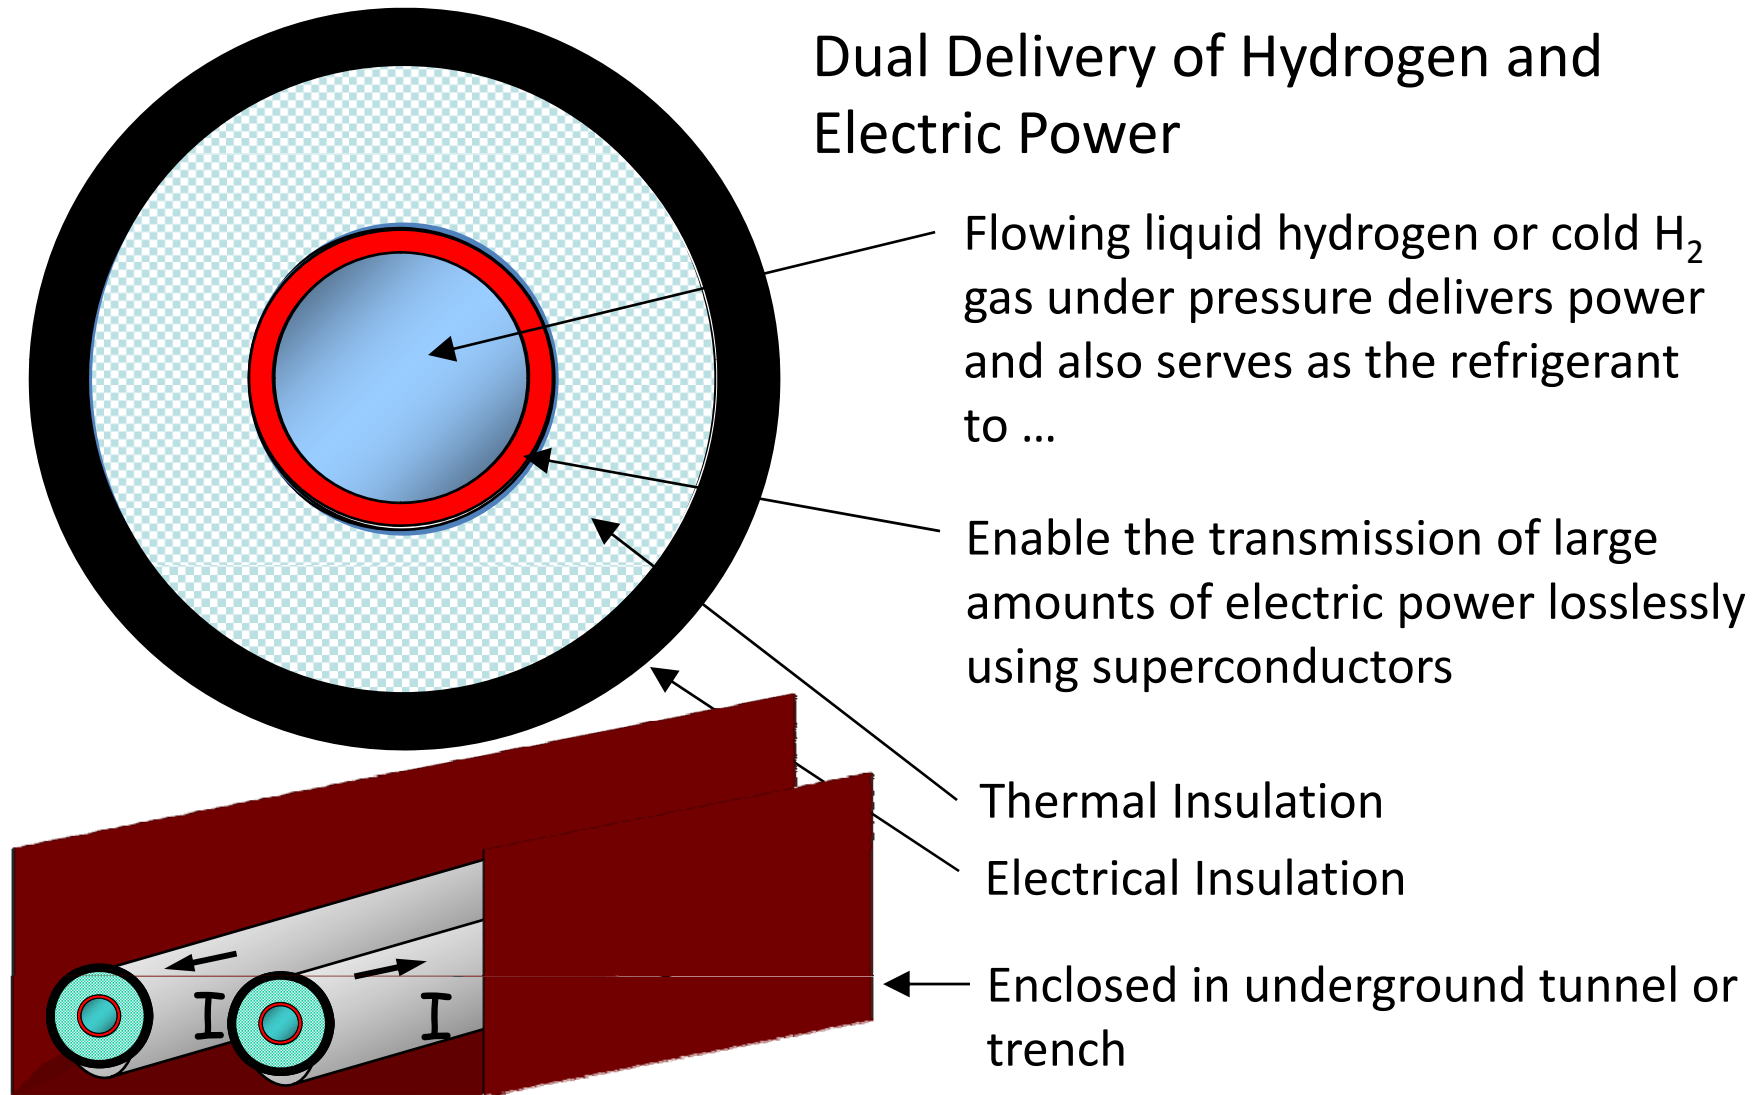 Dual Delivery of Hydrogen and
Electric Power
Flowing liquid hydrogen or cold H₂
gas under pressure delivers power
and also serves as the refrigerant
to ...
Enable the transmission of large
amounts of electric power losslessly
using superconductors
Thermal Insulation
Electrical Insulation
Enclosed in underground tunnel or
trench
I
I